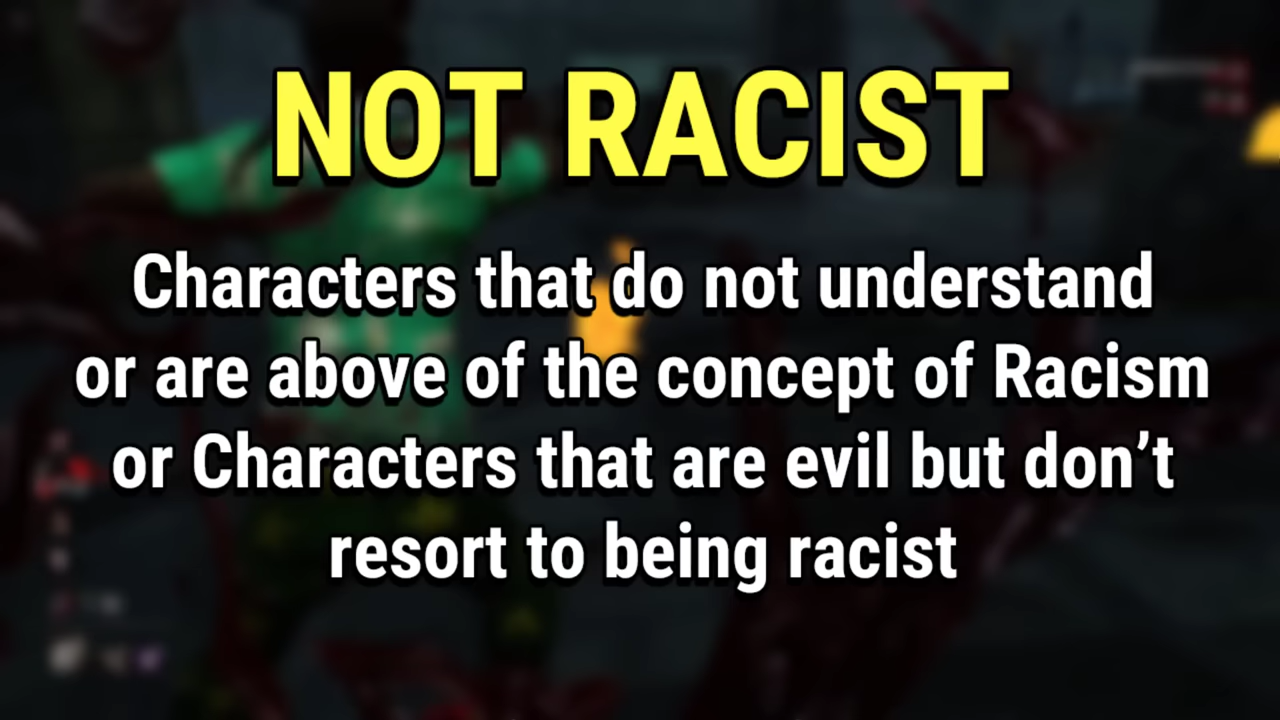 NOT RACIST
Characters that do not understand
or are above of the concept of Racism
or Characters that are evil but don’t
resort to being racist